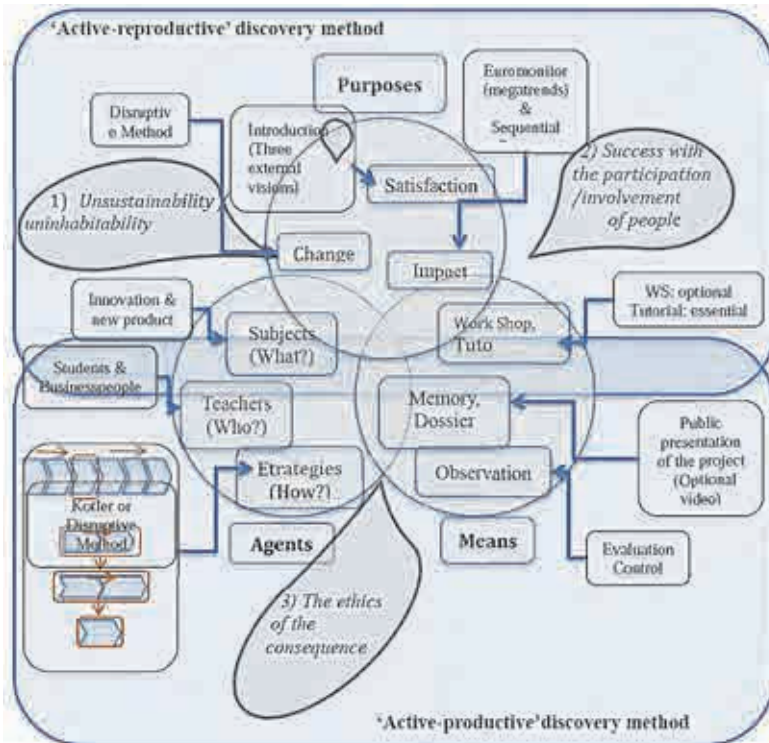 'Active-reproductive' discovery method
Purposes
Euromonitor
(megatrends)
&
Sequential
Disruptiv
e Method
Introduction
(Three
external
visions)
Satisfaction
2) Success with
the participation
/involvement
of people
1) Unsustainability
uninhabitability
Change
Impact
Innovation &
new product
Subjects
(What?)
Work Shop,
Tuto
WS: optional
Tutorial: essential
Students &
Businesspeople
Teachers
(Who?)
Memory,
Dossier
Public
presentation
of the project
(Optional
video)
Etrategies
(How?)
Observation
Kotler or
Disruptive
Method
Agents
Means
Evaluation
Control
3) The ethics
of the
consequence
'Active-productive'discovery method